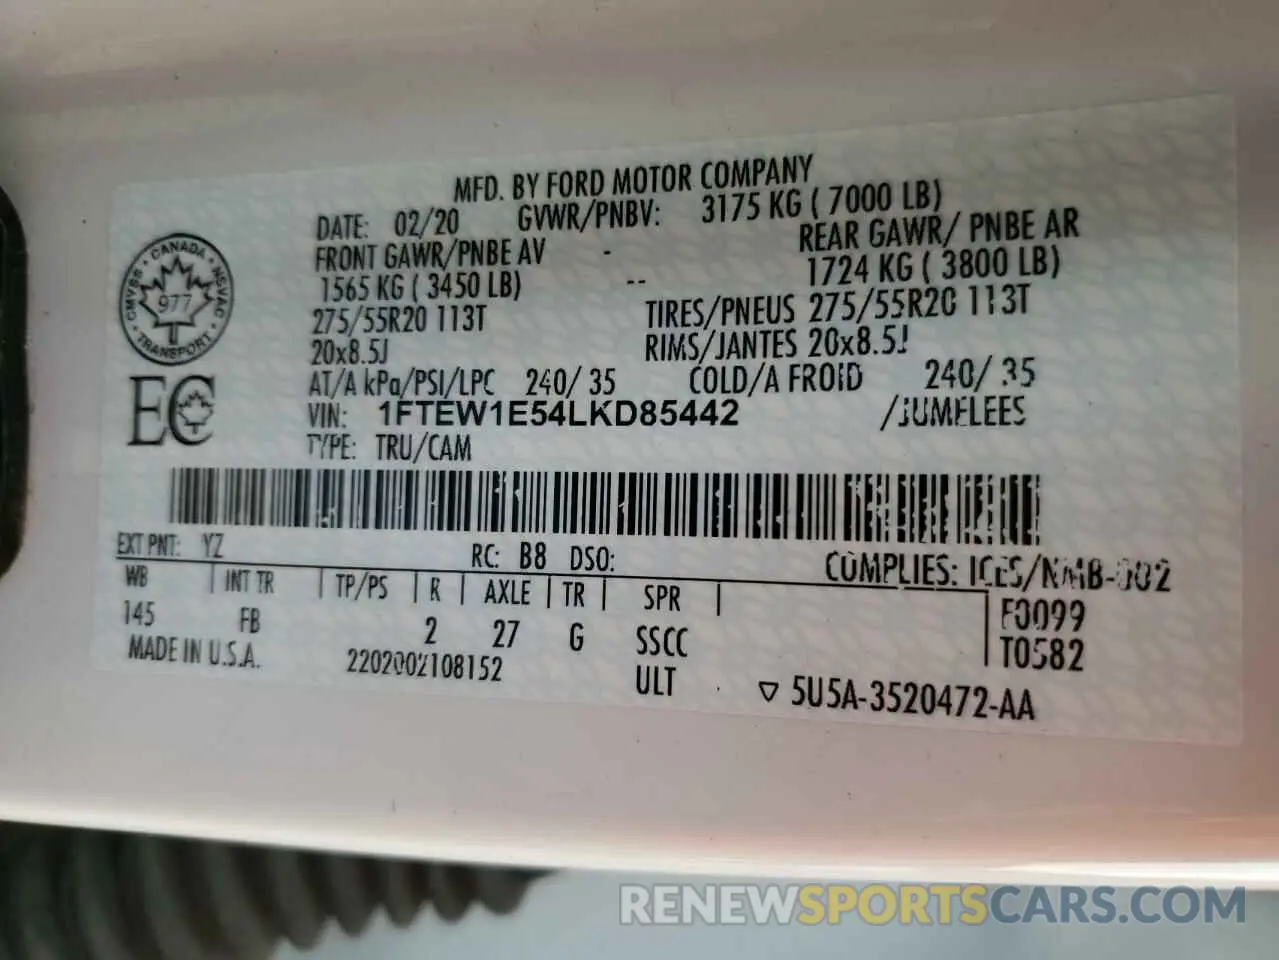 MFD. BY FORD MOTOR COMPANY
DATE: 02/20 GVWR/PNBV: 3175 KG ( 7000 LB)
FRONT GAWR/PNBE AV - REAR GAWR/ PNBE AR
1565 KG ( 3450 LB) -- 1724 KG ( 3800 LB)
275/55R20 113T TIRES/PNEUS 275/55R20 113T
20x8.5J RIMS/JANTES 20x8.5J
AT/A kPa/PSI/LPC 240/ 35 COLD/A FROID 240/ 35
VIN: 1FTEW1E54LKD85442 /JUMELEES
TYPE: TRU/CAM
CANADA • NSVAC • TRANSPORT • CMVSS •
977
EC
EXT PNT: YZ RC: B8 DSO: COMPLIES: ICES/NMB-002
WB INT TR TP/PS R AXLE TR SPR F0099
145 FB 2 27 G SSCC T0582
MADE IN U.S.A. 2202002108152 ULT ▽ 5U5A-3520472-AA
RENEWSPORTSCARS.COM